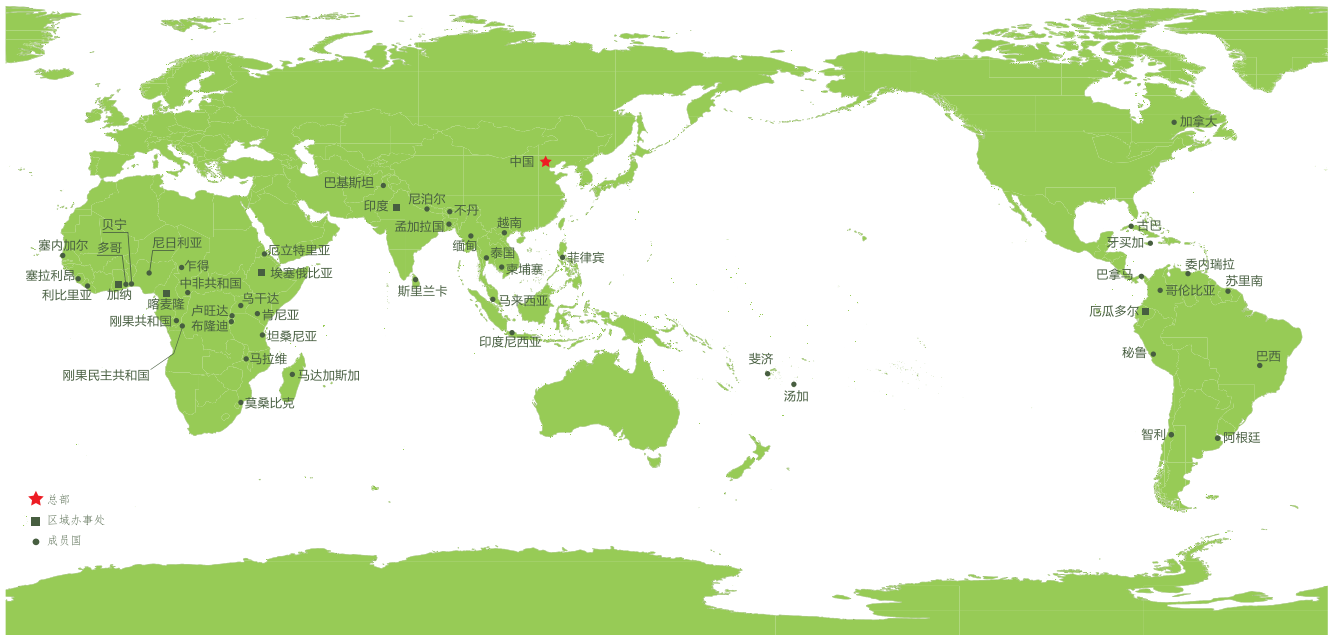 加拿大
中国
巴基斯坦
尼泊尔
印度
不丹
孟加拉国
越南
古巴
贝宁
缅甸
牙买加
塞内加尔
多哥
尼日利亚
厄立特里亚
泰国
菲律宾
委内瑞拉
乍得
柬埔寨
塞拉利昂
埃塞俄比亚
巴拿马
中非共和国
苏里南
利比里亚
加纳
斯里兰卡
哥伦比亚
喀麦隆
乌干达
马来西亚
卢旺达
肯尼亚
厄瓜多尔
刚果共和国
布隆迪
坦桑尼亚
印度尼西亚
秘鲁
马拉维
斐济
巴西
刚果民主共和国
马达加斯加
汤加
莫桑比克
智利
阿根廷
总部
区域办事处
成员国